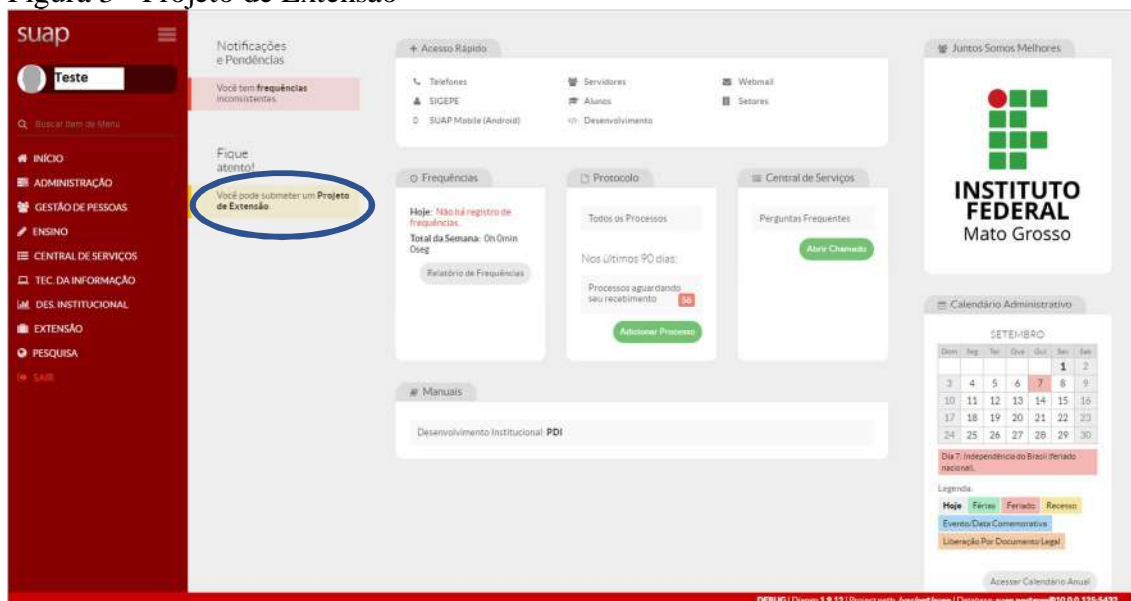 Figura 3 - Projeto de Extensão
suap
Teste
Buscar Item de Menu
INÍCIO
ADMINISTRAÇÃO
GESTÃO DE PESSOAS
ENSINO
CENTRAL DE SERVIÇOS
TEC. DA INFORMAÇÃO
DES. INSTITUCIONAL
EXTENSÃO
PESQUISA
SAIR
Notificações
e Pendências
Você tem frequências
inconsistentes.
Fique
atento!
Você pode submeter um Projeto
de Extensão.
Acesso Rápido
Telefones
Servidores
Webmail
SIGEPE
Alunos
Setores
SUAP Mobile (Android)
Desenvolvimento
Frequências
Hoje: Não há registro de
frequências.
Total da Semana: 0h 0min
0seg
Relatório de Frequências
Protocolo
Todos os Processos
Nos últimos 90 dias:
Processos aguardando
seu recebimento 56
Adicionar Processo
Central de Serviços
Perguntas Frequentes
Abrir Chamado
Manuais
Desenvolvimento Institucional: PDI
Juntos Somos Melhores
INSTITUTO
FEDERAL
Mato Grosso
Calendário Administrativo
SETEMBRO
Dom Seg Ter Qua Qui Sex Sáb
1 2
3 4 5 6 7 8 9
10 11 12 13 14 15 16
17 18 19 20 21 22 23
24 25 26 27 28 29 30
Dia 7: Independência do Brasil (feriado
nacional).
Legenda:
Hoje Férias Feriado Recesso
Evento/Data Comemorativa
Liberação Por Documento Legal
Acessar Calendário Anual